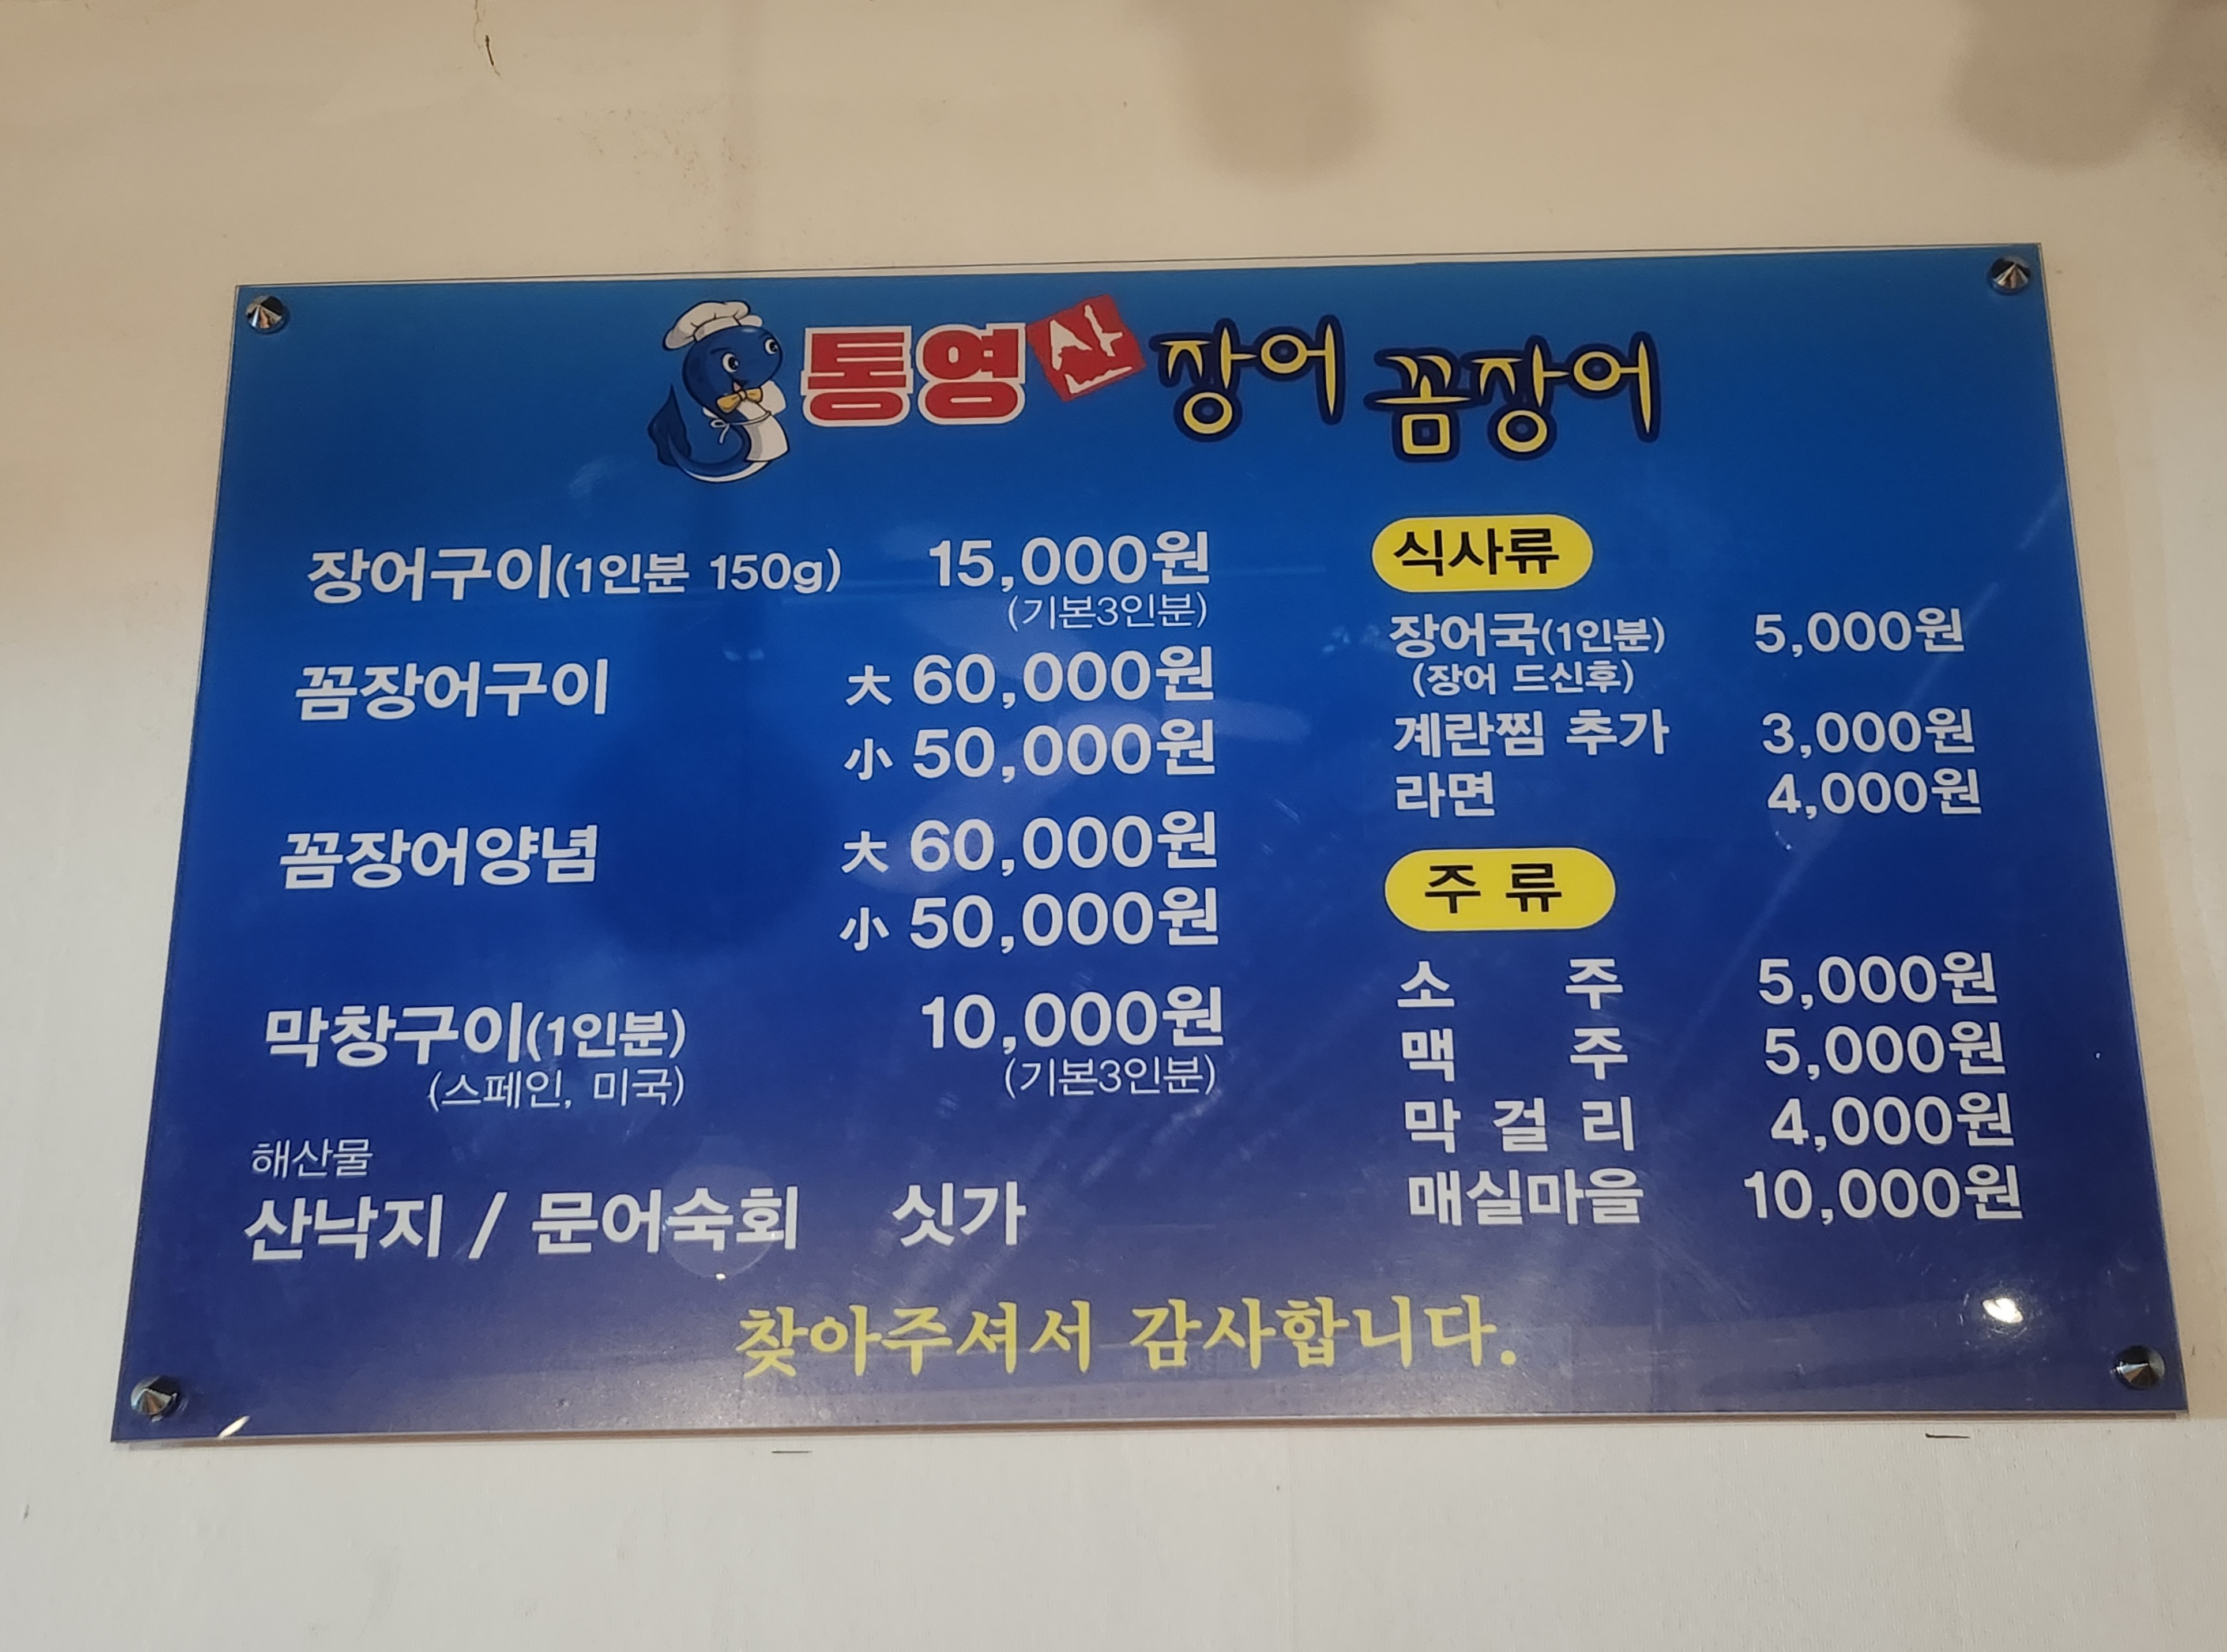 통영산 장어 꼼장어
장어구이(1인분 150g) 15,000원
(기본3인분)
꼼장어구이 大 60,000원
小 50,000원
꼼장어양념 大 60,000원
小 50,000원
막창구이(1인분) 10,000원
(스페인, 미국) (기본3인분)
해산물
산낙지 / 문어숙회 싯가
식사류
장어국(1인분) 5,000원
(장어 드신후)
계란찜 추가 3,000원
라면 4,000원
주 류
소 주 5,000원
맥 주 5,000원
막 걸 리 4,000원
매실마을 10,000원
찾아주셔서 감사합니다.